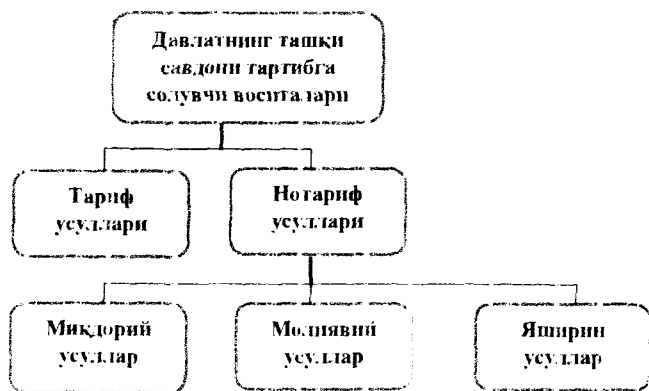 Давлатнинг ташқи
савдони тартибга
солувчи воситалари
Тариф
усуллари
Нотариф
усуллари
Миқдорий
усуллар
Молиявий
усуллар
Яширин
усуллар